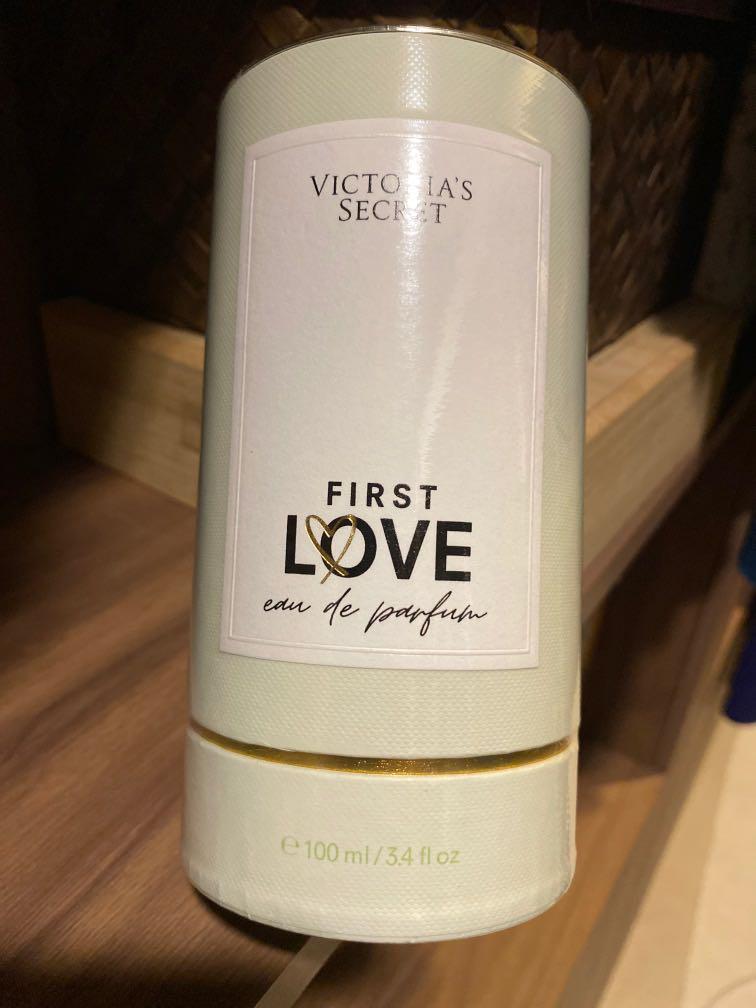 VICTORIA'S
SECRET
FIRST
LOVE
eau de parfum
℮ 100 ml / 3.4 fl oz